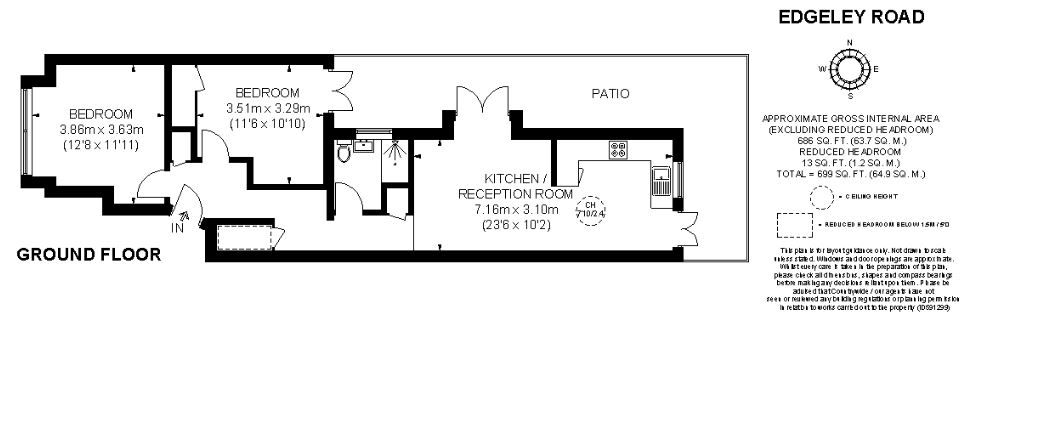 EDGELEY ROAD
N
W
E
S
APPROXIMATE GROSS INTERNAL AREA
(EXCLUDING REDUCED HEADROOM)
686 SQ. FT. (63.7 SQ. M.)
REDUCED HEADROOM
13 SQ. FT. (1.2 SQ. M.)
TOTAL = 699 SQ. FT. (64.9 SQ. M.)
= CEILING HEIGHT
= REDUCED HEADROOM BELOW 1.5M / 5'0
This plan is for layout guidance only. Not drawn to scale
unless stated. Windows and door openings are approximate.
Whilst every care is taken in the preparation of this plan,
please check all dimensions, shapes and compass bearings
before making any decisions reliant upon them. Please be
advised that Countrywide / our agents have not
seen or reviewed any building regulations or planning permission
in relation to works carried out to the property (ID591299)
BEDROOM
3.86m x 3.63m
(12'8 x 11'11)
BEDROOM
3.51m x 3.29m
(11'6 x 10'10)
PATIO
KITCHEN /
RECEPTION ROOM
7.16m x 3.10m
(23'6 x 10'2)
CH
7'10/2.4
IN
GROUND FLOOR